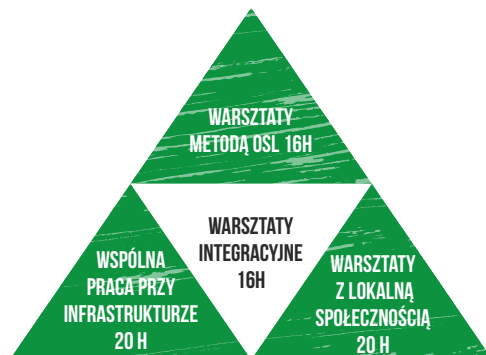 WARSZTATY
METODĄ OSL 16H
WARSZTATY
INTEGRACYJNE
16H
WSPÓLNA
PRACA PRZY
INFRASTRUKTURZE
20 H
WARSZTATY
Z LOKALNĄ
SPOŁECZNOŚCIĄ
20 H